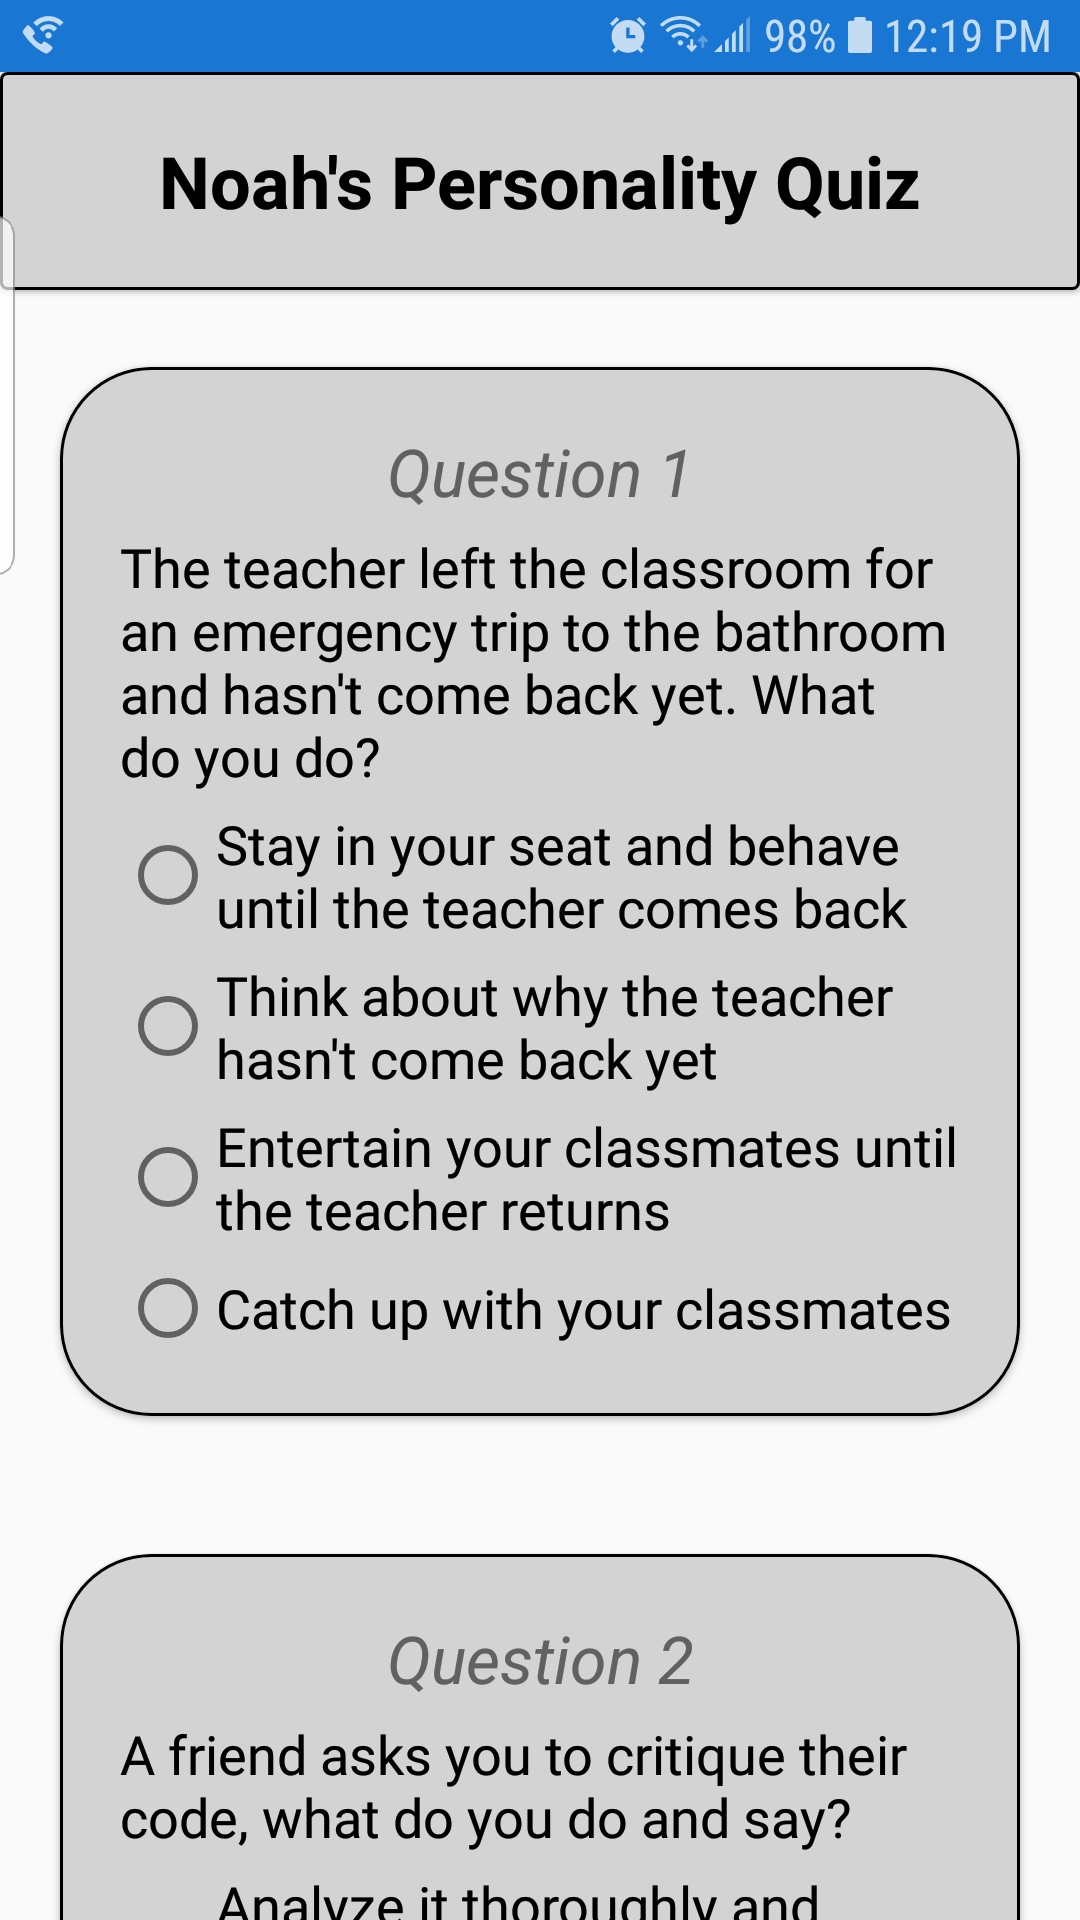 98% 12:19 PM
Noah's Personality Quiz
Question 1
The teacher left the classroom for
an emergency trip to the bathroom
and hasn't come back yet. What
do you do?
Stay in your seat and behave
until the teacher comes back
Think about why the teacher
hasn't come back yet
Entertain your classmates until
the teacher returns
Catch up with your classmates
Question 2
A friend asks you to critique their
code, what do you do and say?
Analyze it thoroughly and